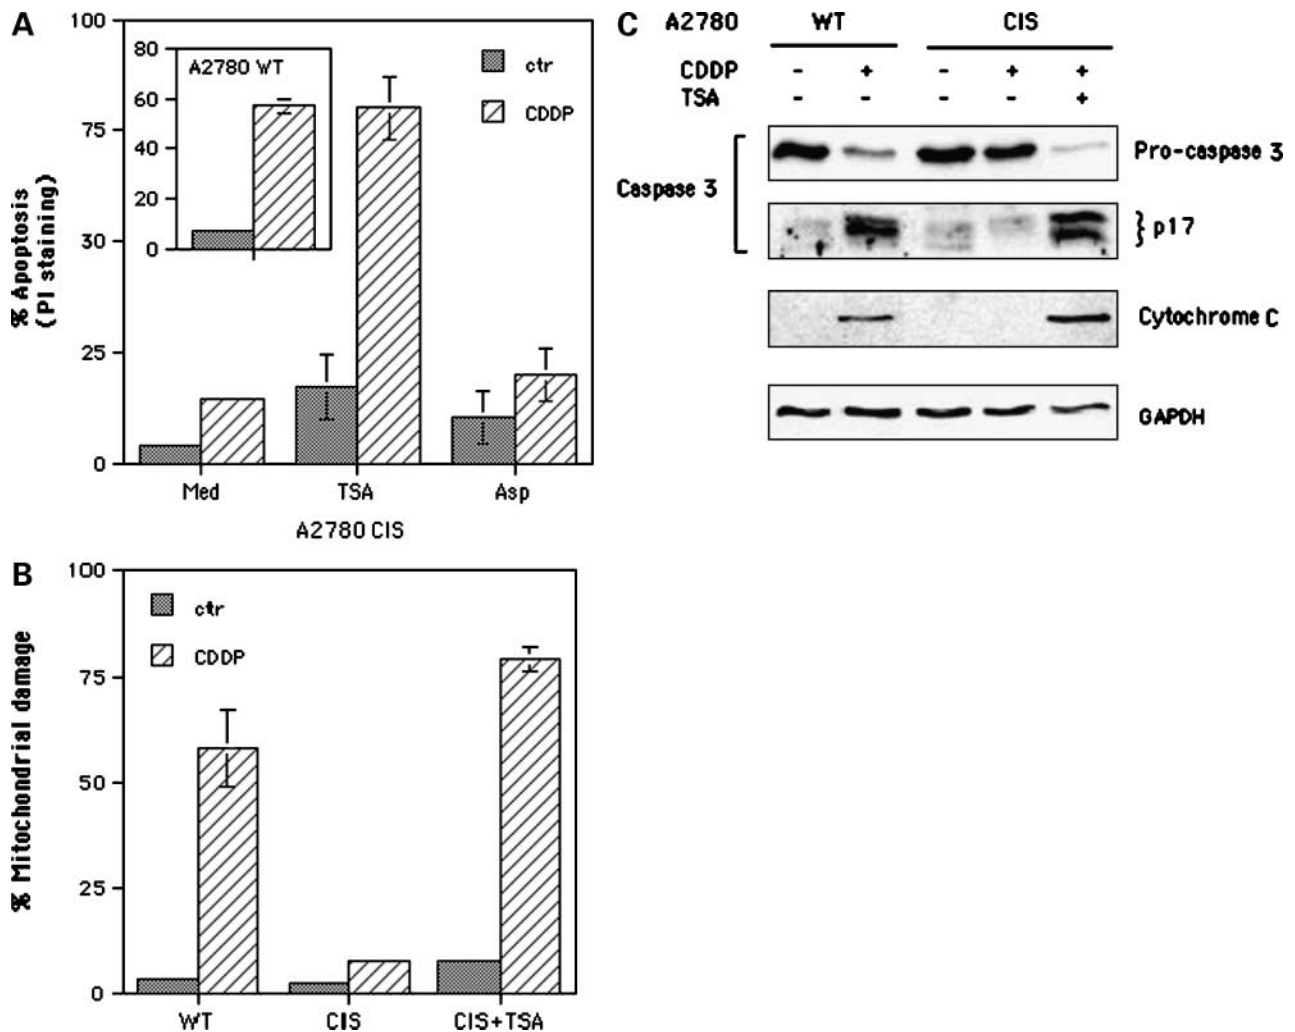 A
100
75
30
25
0
% Apoptosis
(PI staining)
80
60
40
20
0
A2780 WT
ctr
CDDP
Med TSA Asp
A2780 CIS
B
100
75
50
25
0
% Mitochondrial damage
ctr
CDDP
WT CIS CIS+TSA
C A2780 WT CIS
CDDP - + - + +
TSA - - - - +
Caspase 3
Pro-caspase 3
p17
Cytochrome C
GAPDH